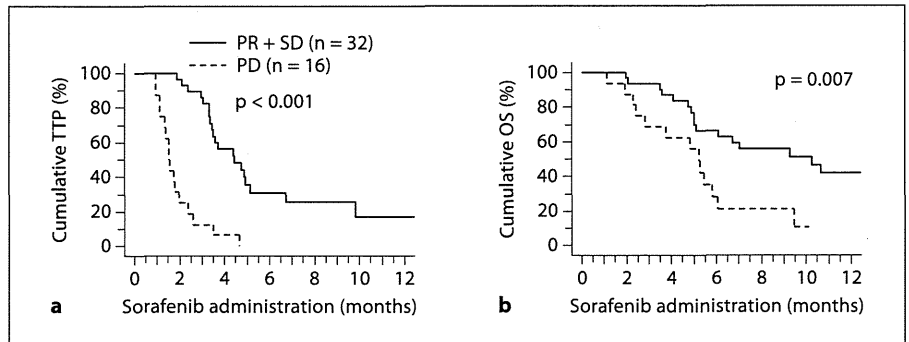 PR + SD (n = 32)
PD (n = 16)
p < 0.001
Cumulative TTP (%)
100
80
60
40
20
0
0 2 4 6 8 10 12
a Sorafenib administration (months)
p = 0.007
Cumulative OS (%)
100
80
60
40
20
0
0 2 4 6 8 10 12
b Sorafenib administration (months)